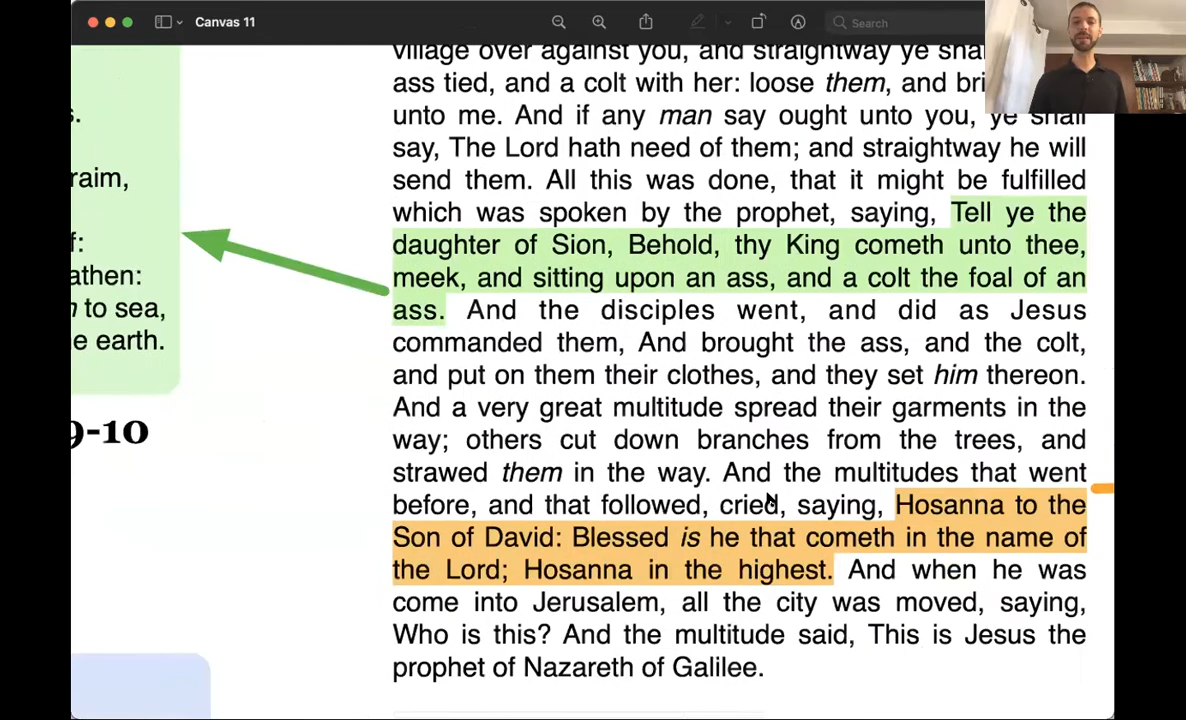 Canvas 11
Search
s.
raim,
f:
athen:
to sea,
e earth.
9-10
village over against you, and straightway ye
ass tied, and a colt with her: loose them, and
unto me. And if any man say ought unto you, ye shall
say, The Lord hath need of them; and straightway he will
send them. All this was done, that it might be fulfilled
which was spoken by the prophet, saying, Tell ye the
daughter of Sion, Behold, thy King cometh unto thee,
meek, and sitting upon an ass, and a colt the foal of an
ass. And the disciples went, and did as Jesus
commanded them, And brought the ass, and the colt,
and put on them their clothes, and they set him thereon.
And a very great multitude spread their garments in the
way; others cut down branches from the trees, and
strawed them in the way. And the multitudes that went
before, and that followed, cried, saying, Hosanna to the
Son of David: Blessed is he that cometh in the name of
the Lord; Hosanna in the highest. And when he was
come into Jerusalem, all the city was moved, saying,
Who is this? And the multitude said, This is Jesus the
prophet of Nazareth of Galilee.